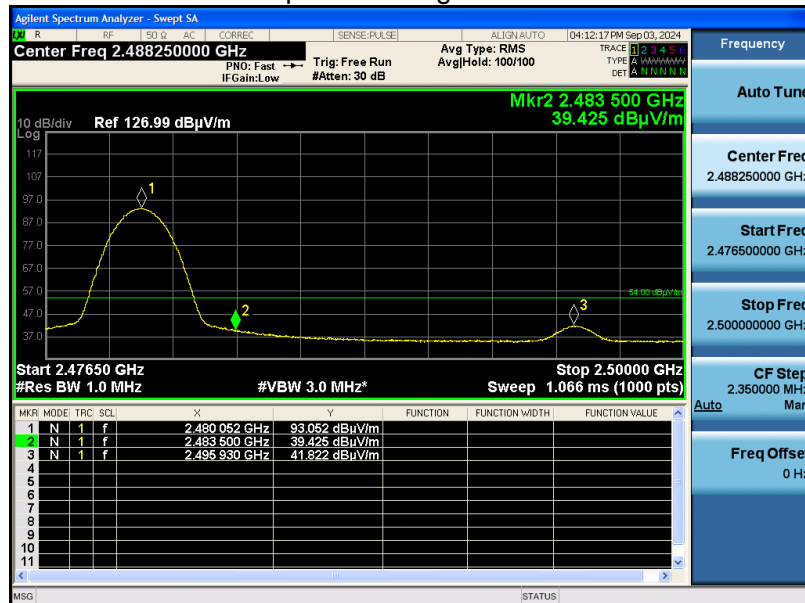 Agilent Spectrum Analyzer - Swept SA
LXI R RF 50 Ω AC CORREC SENSE:PULSE ALIGN AUTO 04:12:17 PM Sep 03, 2024
Center Freq 2.488250000 GHz
PNO: Fast
IFGain:Low
Trig: Free Run
#Atten: 30 dB
Avg Type: RMS
Avg|Hold: 100/100
TRACE 1 2 3 4 5 6
TYPE A WWWWW
DET A N N N N N
Mkr2 2.483 500 GHz
39.425 dBµV/m
10 dB/div Ref 126.99 dBµV/m
Log
117
107
97.0
87.0
77.0
67.0
57.0
47.0
37.0
1
2
3
54.00 dBµV/m
Start 2.47650 GHz Stop 2.50000 GHz
#Res BW 1.0 MHz #VBW 3.0 MHz* Sweep 1.066 ms (1000 pts)
MKR MODE TRC SCL X Y FUNCTION FUNCTION WIDTH FUNCTION VALUE
1 N 1 f 2.480 052 GHz 93.052 dBµV/m
2 N 1 f 2.483 500 GHz 39.425 dBµV/m
3 N 1 f 2.495 930 GHz 41.822 dBµV/m
4
5
6
7
8
9
10
11
MSG STATUS
Frequency
Auto Tune
Center Freq
2.488250000 GHz
Start Freq
2.476500000 GHz
Stop Freq
2.500000000 GHz
CF Step
2.350000 MHz
Auto Man
Freq Offset
0 Hz